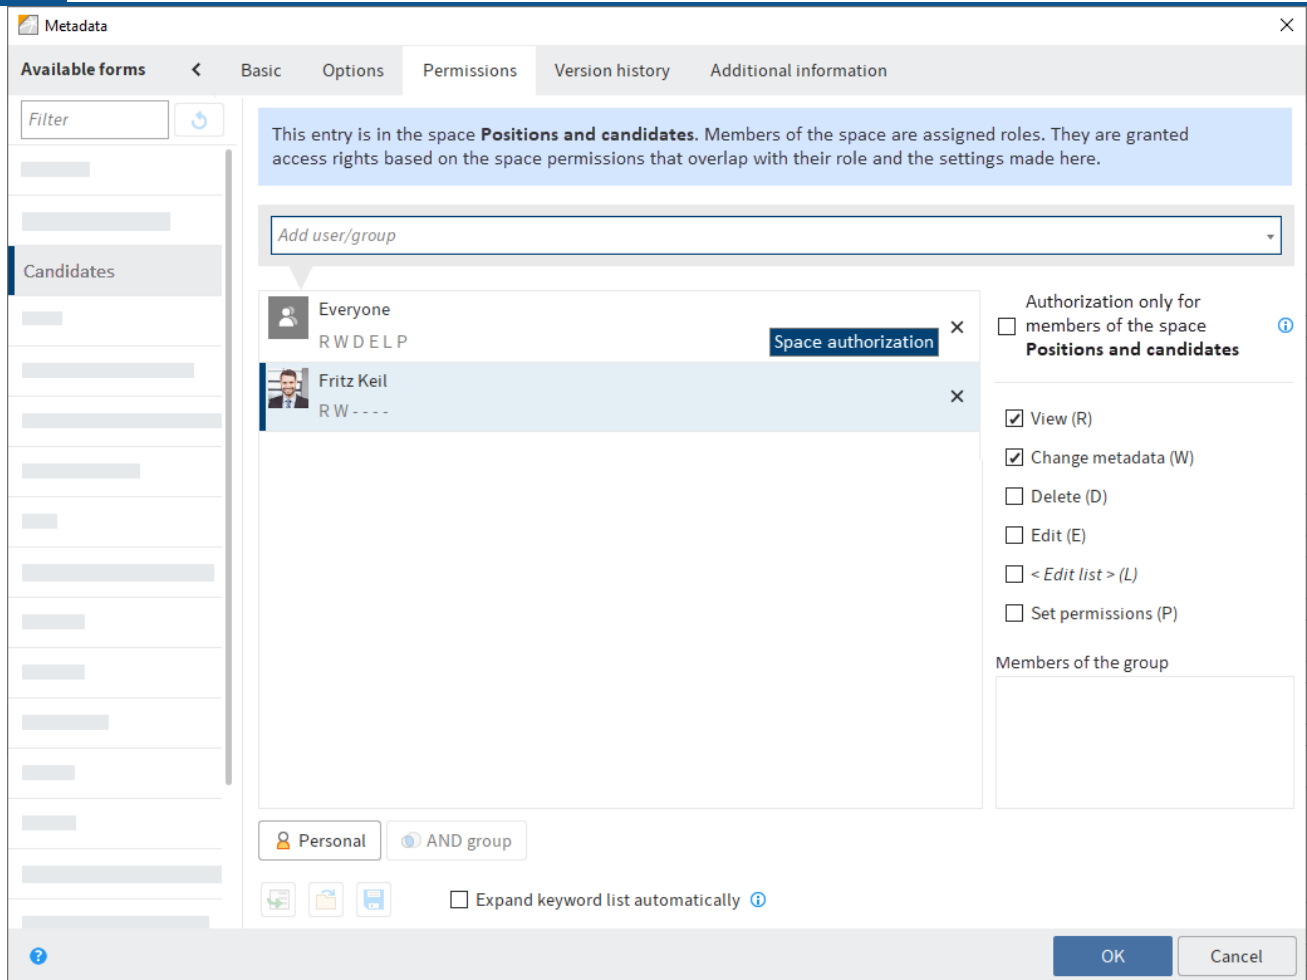 Metadata
Available forms
Basic
Options
Permissions
Version history
Additional information
Filter
This entry is in the space Positions and candidates. Members of the space are assigned roles. They are granted
access rights based on the space permissions that overlap with their role and the settings made here.
Add user/group
Candidates
Everyone
R W D E L P
Space authorization
Fritz Keil
R W - - - -
Authorization only for
members of the space
Positions and candidates
View (R)
Change metadata (W)
Delete (D)
Edit (E)
< Edit list > (L)
Set permissions (P)
Members of the group
Personal
AND group
Expand keyword list automatically
OK
Cancel